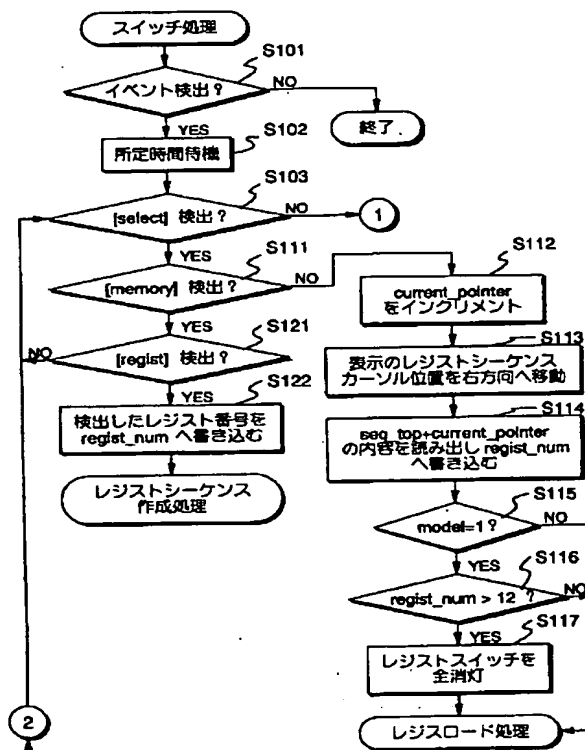 スイッチ処理
S101
イベント検出？
NO
YES
終了
S102
所定時間待機
S103
[select] 検出？
NO
1
YES
S111
[memory] 検出？
NO
YES
S121
NO
[regist] 検出？
YES
S122
検出したレジスト番号を
regist_num へ書き込む
レジストシーケンス
作成処理
S112
current_pointer
をインクリメント
S113
表示のレジストシーケンス
カーソル位置を右方向へ移動
S114
seq_top+current_pointer
の内容を読み出し regist_num
へ書き込む
S115
model=1？
NO
YES
S116
regist_num > 12 ？
NO
YES
S117
レジストスイッチを
全消灯
2
レジスロード処理